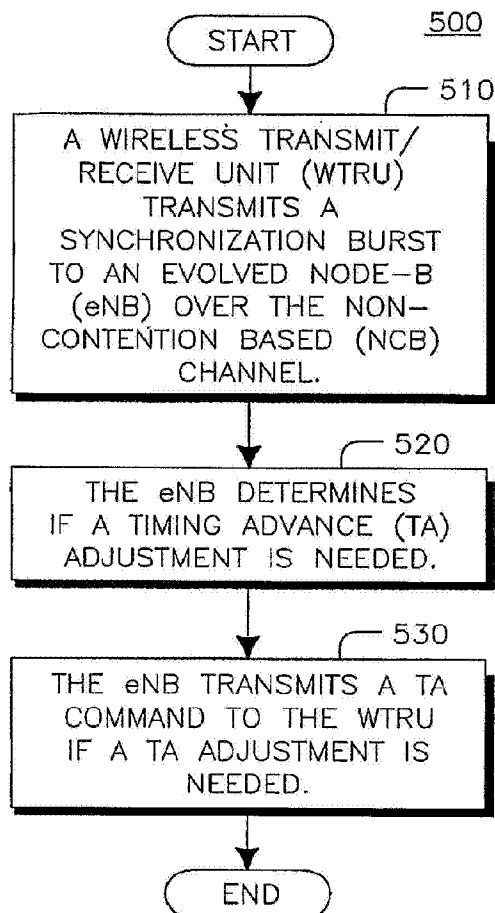 START
500
510
A WIRELESS TRANSMIT/
RECEIVE UNIT (WTRU)
TRANSMITS A
SYNCHRONIZATION BURST
TO AN EVOLVED NODE-B
(eNB) OVER THE NON-
CONTENTION BASED (NCB)
CHANNEL.
520
THE eNB DETERMINES
IF A TIMING ADVANCE (TA)
ADJUSTMENT IS NEEDED.
530
THE eNB TRANSMITS A TA
COMMAND TO THE WTRU
IF A TA ADJUSTMENT IS
NEEDED.
END